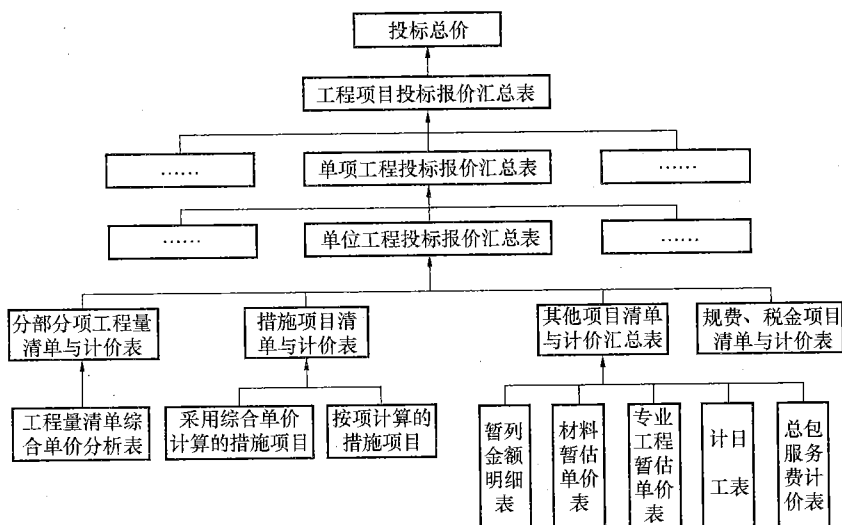 投标总价
工程项目投标报价汇总表
……
单项工程投标报价汇总表
……
……
单位工程投标报价汇总表
……
分部分项工程量
清单与计价表
措施项目清
单与计价表
其他项目清单
与计价汇总表
规费、税金项目
清单与计价表
工程量清单综
合单价分析表
采用综合单价
计算的措施项目
按项计算的
措施项目
暂列
金额
明细
表
材料
暂估
单价
表
专业
工程
暂估
单价
表
计日
工表
总包
服务
费计
价表